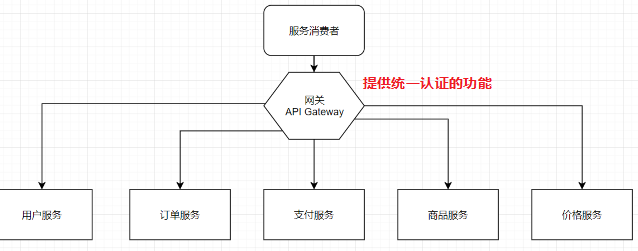 服务消费者
提供统一认证的功能
网关
API Gateway
用户服务
订单服务
支付服务
商品服务
价格服务